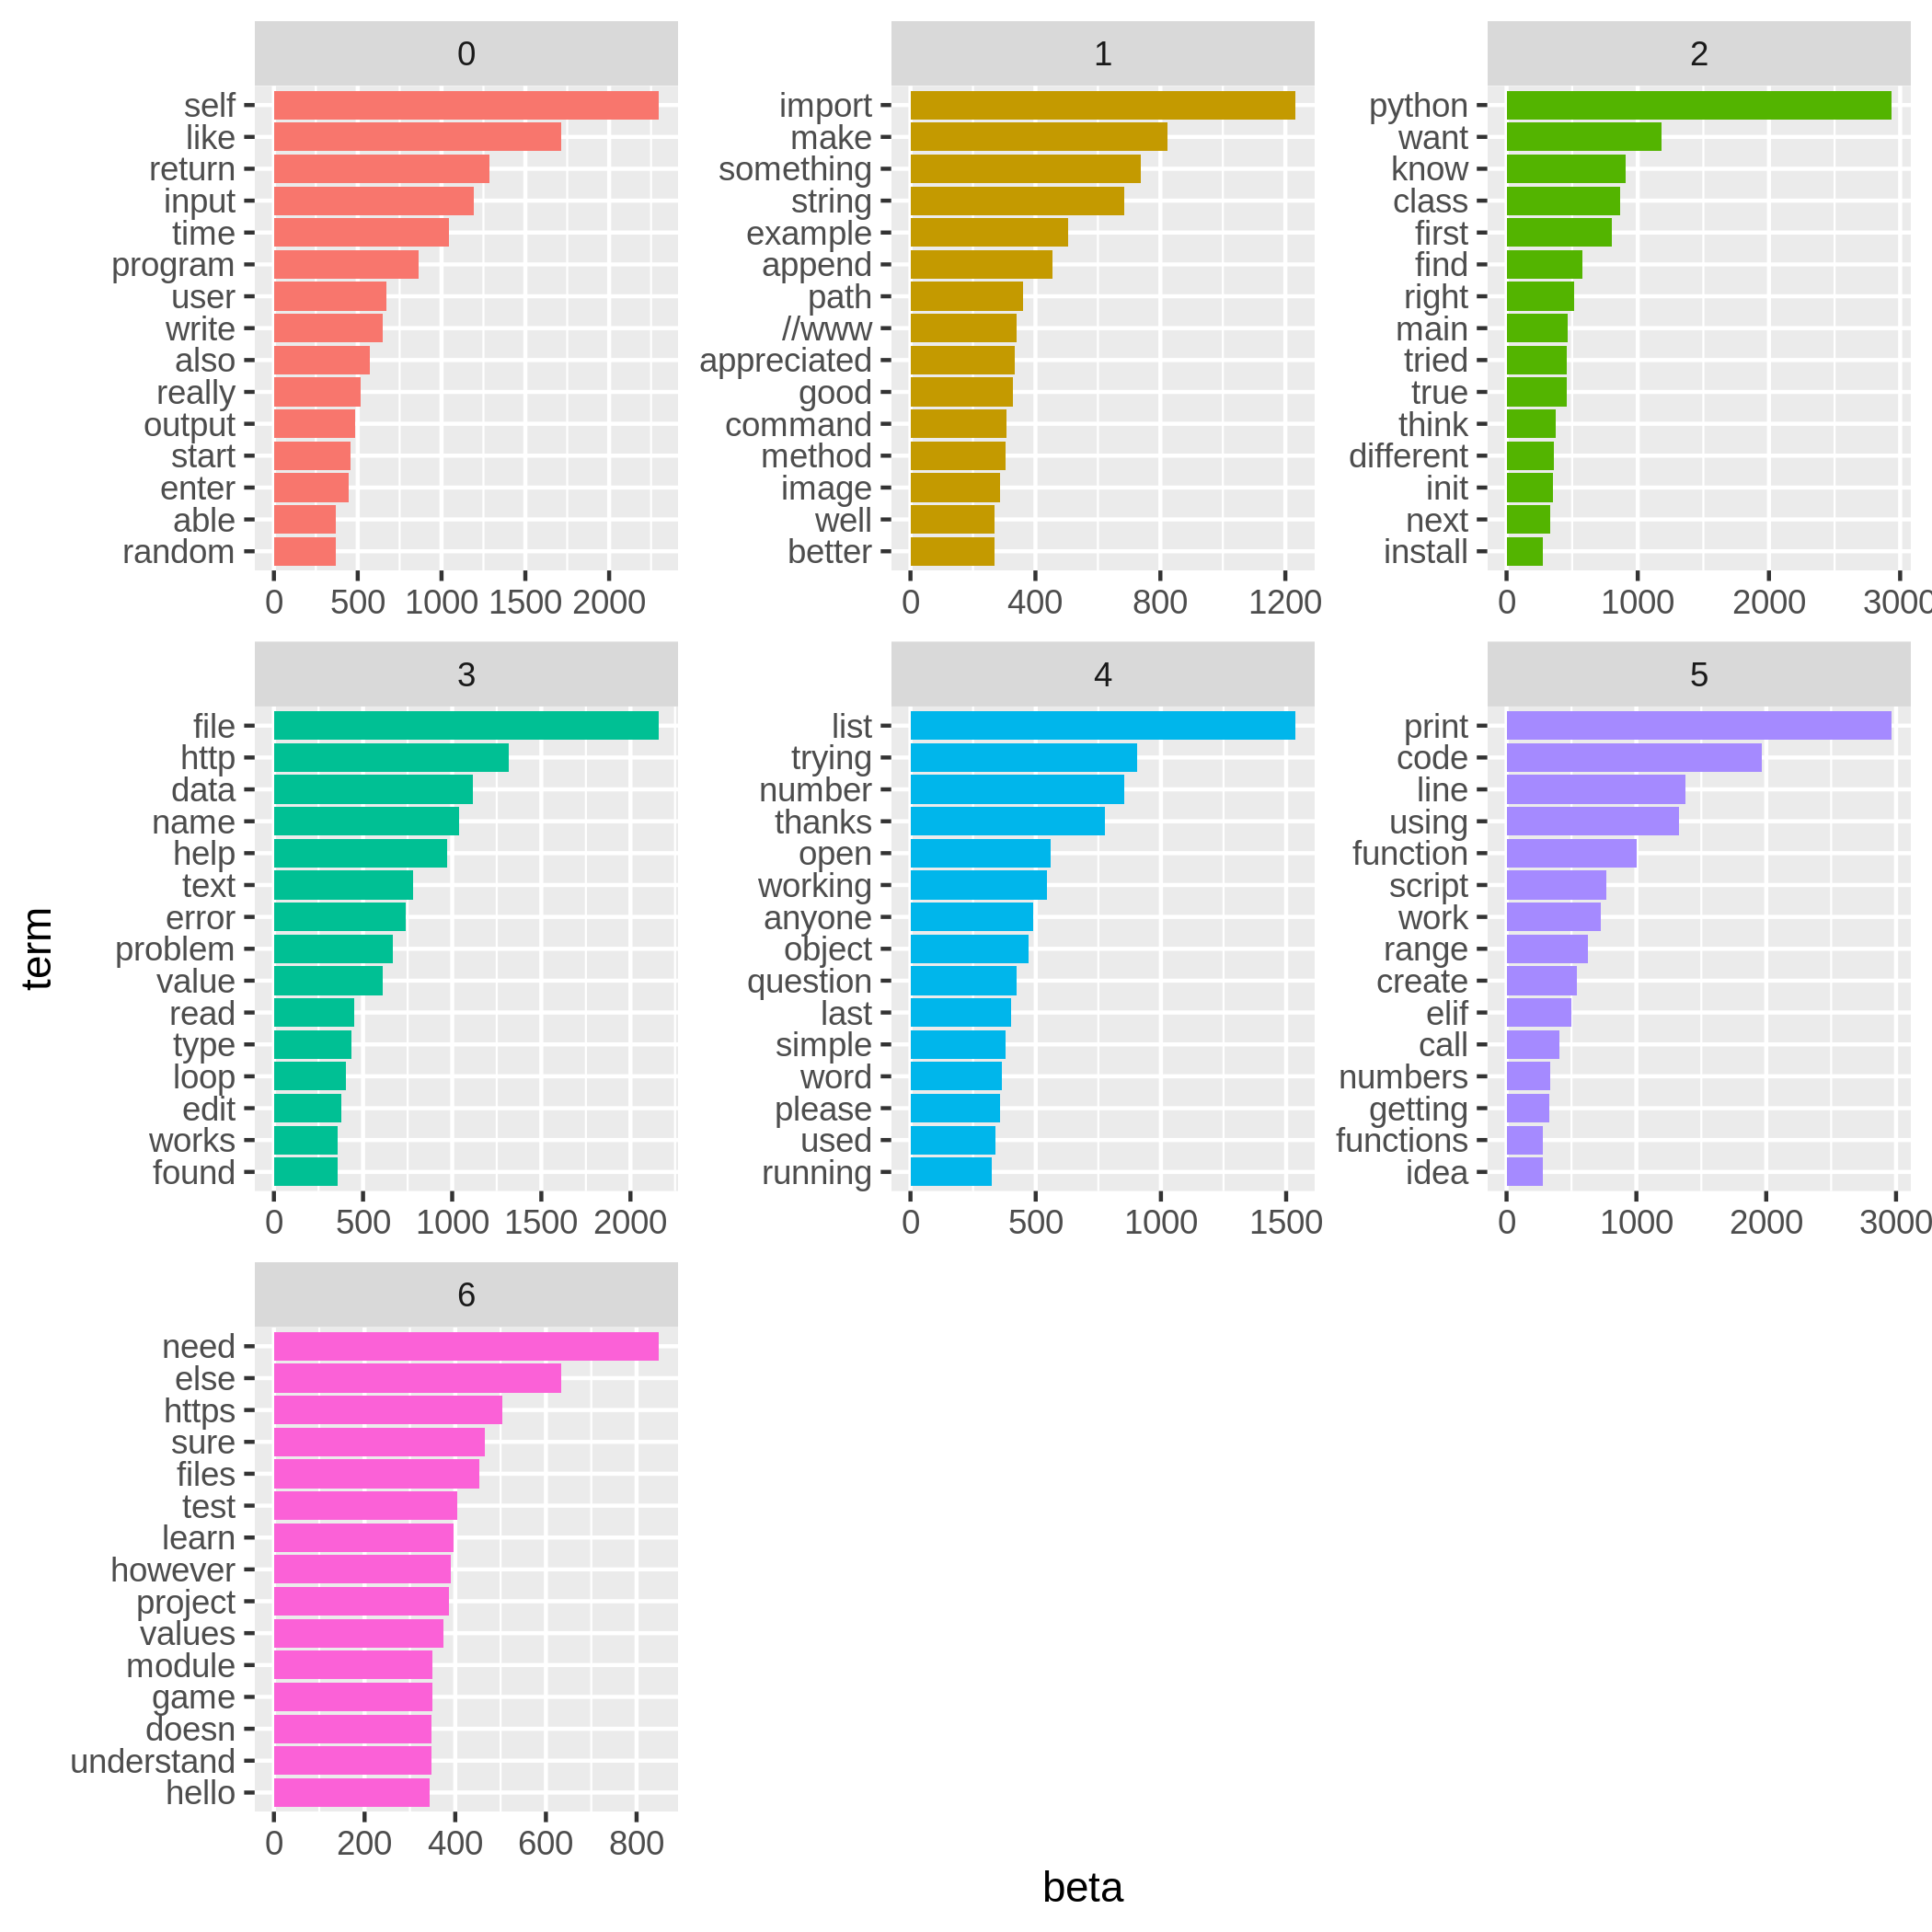 0
self
like
return
input
time
program
user
write
also
really
output
start
enter
able
random
0 500 1000 1500 2000
1
import
make
something
string
example
append
path
//www
appreciated
good
command
method
image
well
better
0 400 800 1200
2
python
want
know
class
first
find
right
main
tried
true
think
different
init
next
install
0 1000 2000 3000
3
file
http
data
name
help
text
error
problem
value
read
type
loop
edit
works
found
0 500 1000 1500 2000
4
list
trying
number
thanks
open
working
anyone
object
question
last
simple
word
please
used
running
0 500 1000 1500
5
print
code
line
using
function
script
work
range
create
elif
call
numbers
getting
functions
idea
0 1000 2000 3000
6
need
else
https
sure
files
test
learn
however
project
values
module
game
doesn
understand
hello
0 200 400 600 800
term
beta